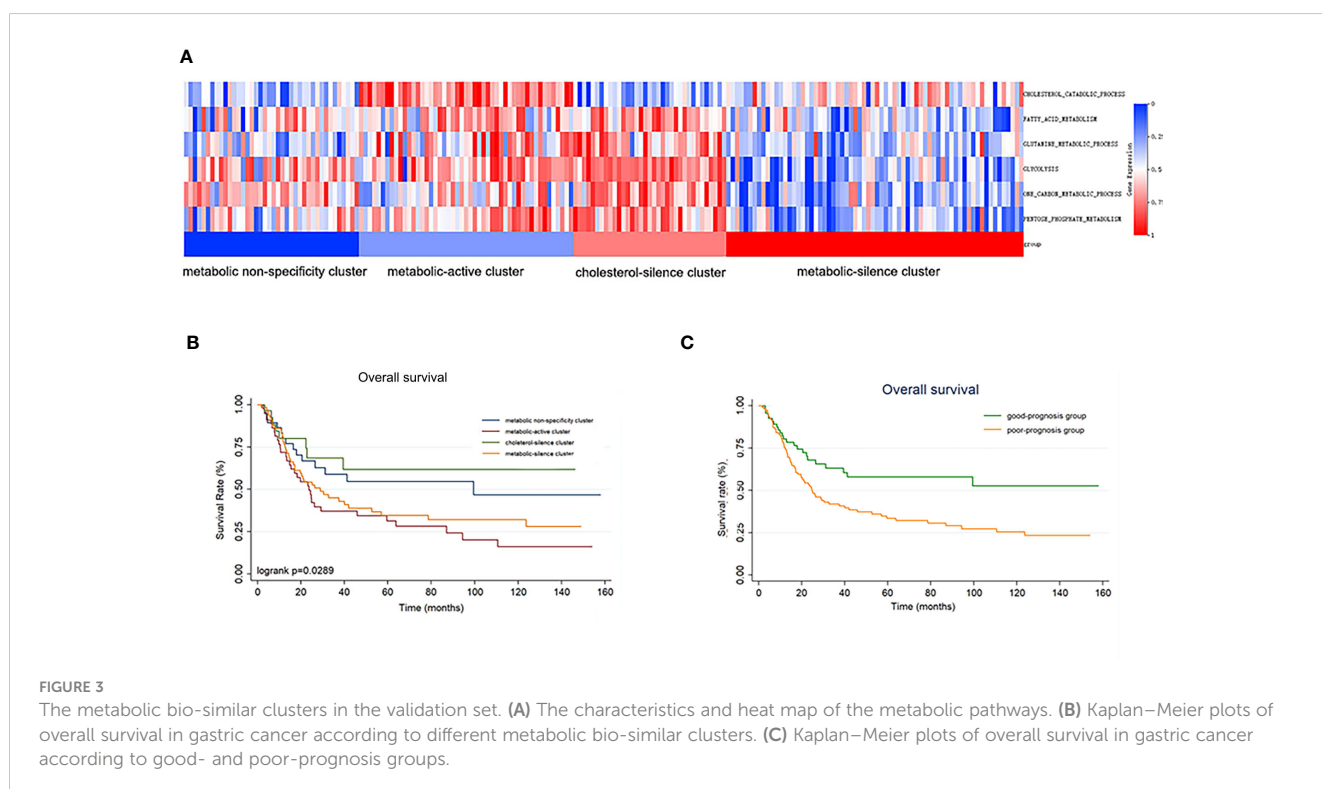 A
CHOLESTEROL_CATABOLIC_PROCESS
FATTY_ACID_METABOLISM
GLUTAMINE_METABOLIC_PROCESS
GLYCOLYSIS
ONE_CARBON_METABOLIC_PROCESS
PENTOSE_PHOSPHATE_METABOLISM
group
0
0.25
0.5
0.75
1
Gene Expression
metabolic non-specificity cluster metabolic-active cluster cholesterol-silence cluster metabolic-silence cluster
B
Overall survival
metabolic non-specificity cluster
metabolic-active cluster
choleterol-silence cluster
metabolic-silence cluster
Survival Rate (%)
1.00
0.75
0.50
0.25
0.00
logrank p=0.0289
0 20 40 60 80 100 120 140 160
Time (months)
C
Overall survival
good-prognosis group
poor-prognosis group
Survival rate (%)
1.00
0.75
0.50
0.25
0.00
0 20 40 60 80 100 120 140 160
Time (months)
FIGURE 3
The metabolic bio-similar clusters in the validation set. (A) The characteristics and heat map of the metabolic pathways. (B) Kaplan–Meier plots of
overall survival in gastric cancer according to different metabolic bio-similar clusters. (C) Kaplan–Meier plots of overall survival in gastric cancer
according to good- and poor-prognosis groups.